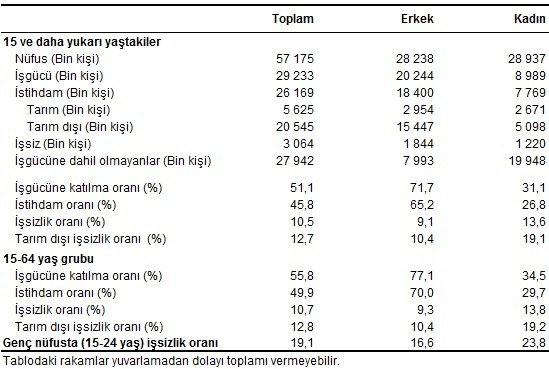 Toplam Erkek Kadın
15 ve daha yukarı yaştakiler
Nüfus (Bin kişi) 57 175 28 238 28 937
İşgücü (Bin kişi) 29 233 20 244 8 989
İstihdam (Bin kişi) 26 169 18 400 7 769
Tarım (Bin kişi) 5 625 2 954 2 671
Tarım dışı (Bin kişi) 20 545 15 447 5 098
İşsiz (Bin kişi) 3 064 1 844 1 220
İşgücüne dahil olmayanlar (Bin kişi) 27 942 7 993 19 948
İşgücüne katılma oranı (%) 51,1 71,7 31,1
İstihdam oranı (%) 45,8 65,2 26,8
İşsizlik oranı (%) 10,5 9,1 13,6
Tarım dışı işsizlik oranı (%) 12,7 10,4 19,1
15-64 yaş grubu
İşgücüne katılma oranı (%) 55,8 77,1 34,5
İstihdam oranı (%) 49,9 70,0 29,7
İşsizlik oranı (%) 10,7 9,3 13,8
Tarım dışı işsizlik oranı (%) 12,8 10,4 19,2
Genç nüfusta (15-24 yaş) işsizlik oranı 19,1 16,6 23,8
Tablodaki rakamlar yuvarlamadan dolayı toplamı vermeyebilir.